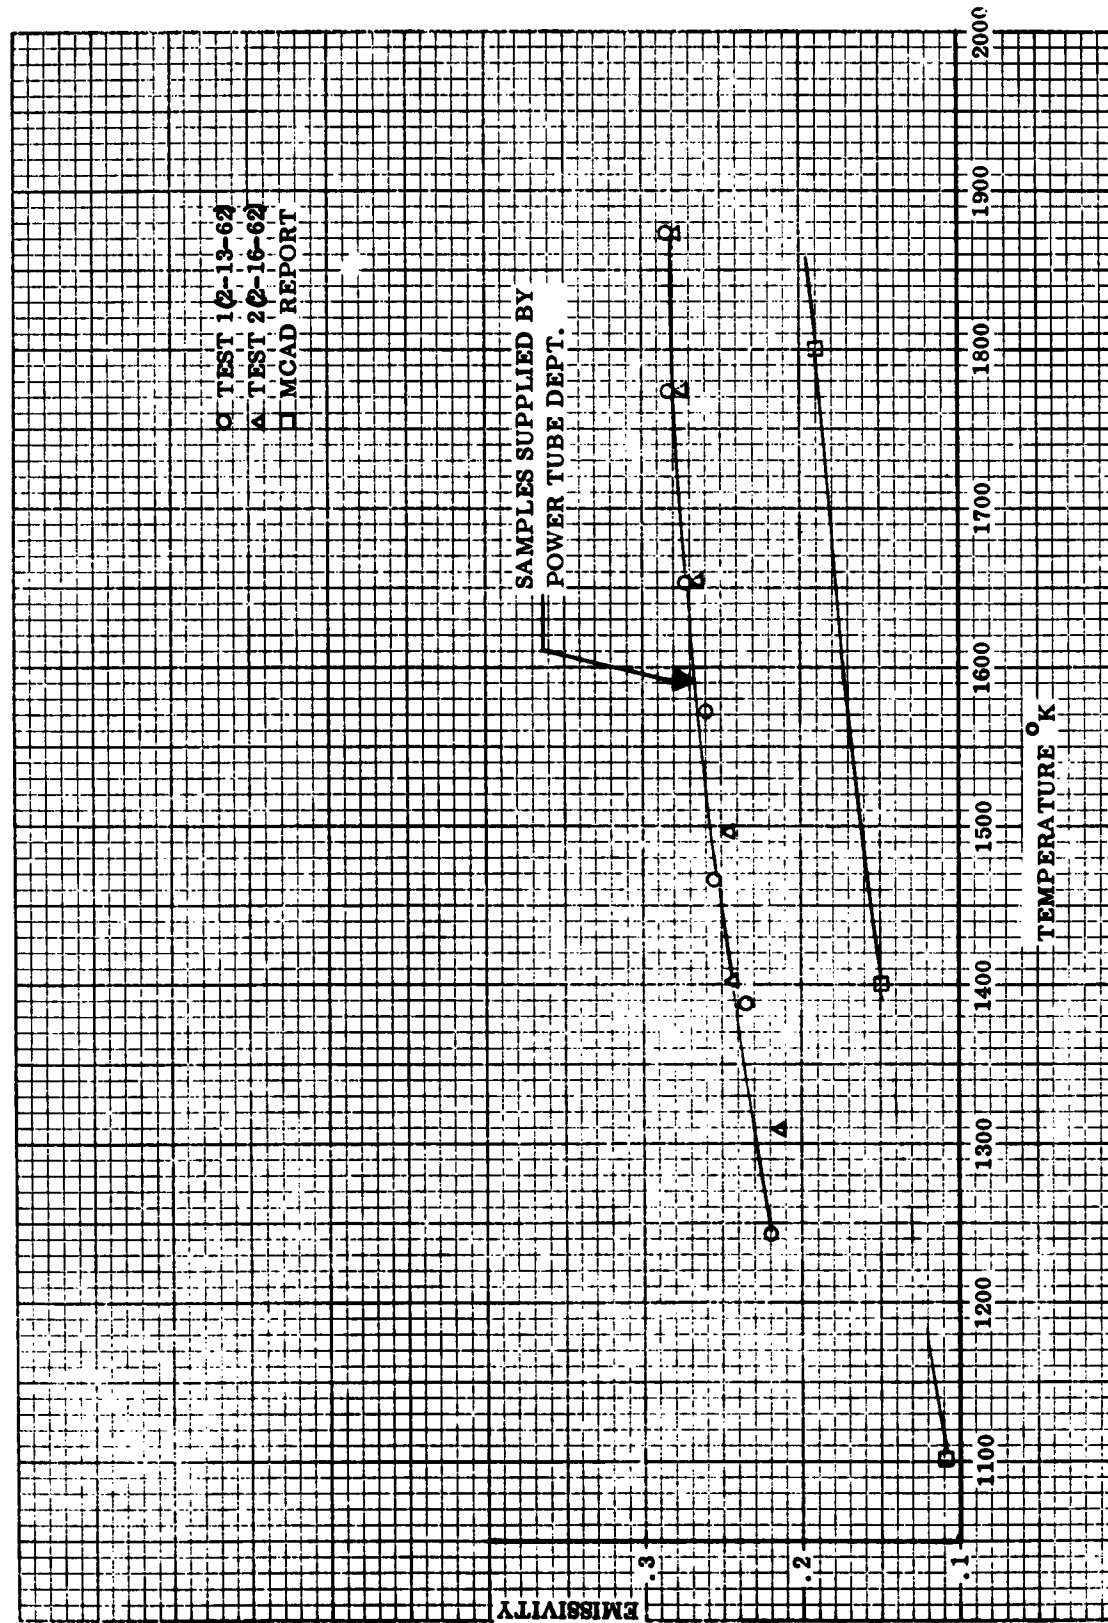 ○ TEST 1(2-13-62)
△ TEST 2(2-16-62)
□ MCAD REPORT
SAMPLES SUPPLIED BY
POWER TUBE DEPT.
EMISSIVITY
.3
.2
.1
1100
1200
1300
1400
1500
1600
1700
1800
1900
2000
TEMPERATURE °K